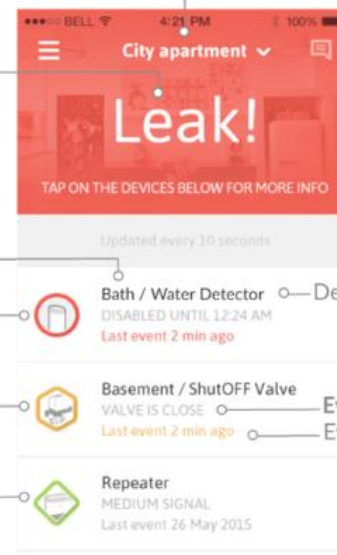 BELL 4:21 PM 100%
City apartment
Leak!
TAP ON THE DEVICES BELOW FOR MORE INFO
Updated every 10 seconds
Bath / Water Detector De
DISABLED UNTIL 12:24 AM
Last event 2 min ago
Basement / ShutOFF Valve
VALVE IS CLOSE Ev
Last event 2 min ago E
Repeater
MEDIUM SIGNAL
Last event 26 May 2015